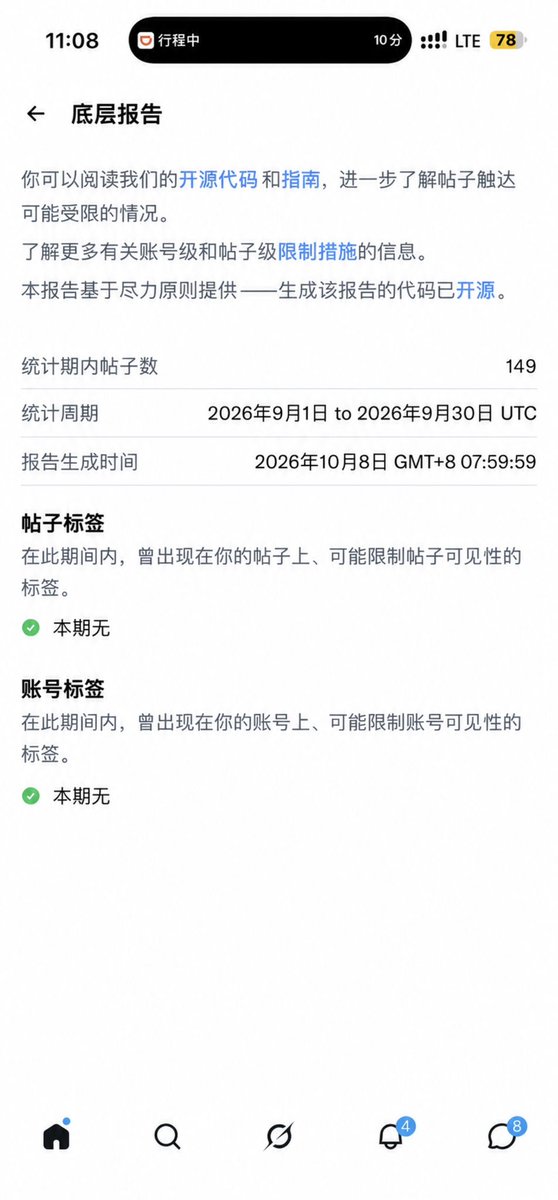 11:08 行程中 10分 LTE 78
底层报告
你可以阅读我们的开源代码和指南，进一步了解帖子触达
可能受限的情况。
了解更多有关账号级和帖子级限制措施的信息。
本报告基于尽力原则提供——生成该报告的代码已开源。
统计期内帖子数 149
统计周期 2026年9月1日 to 2026年9月30日 UTC
报告生成时间 2026年10月8日 GMT+8 07:59:59
帖子标签
在此期间内，曾出现在你的帖子上、可能限制帖子可见性的
标签。
本期无
账号标签
在此期间内，曾出现在你的账号上、可能限制账号可见性的
标签。
本期无
4 8